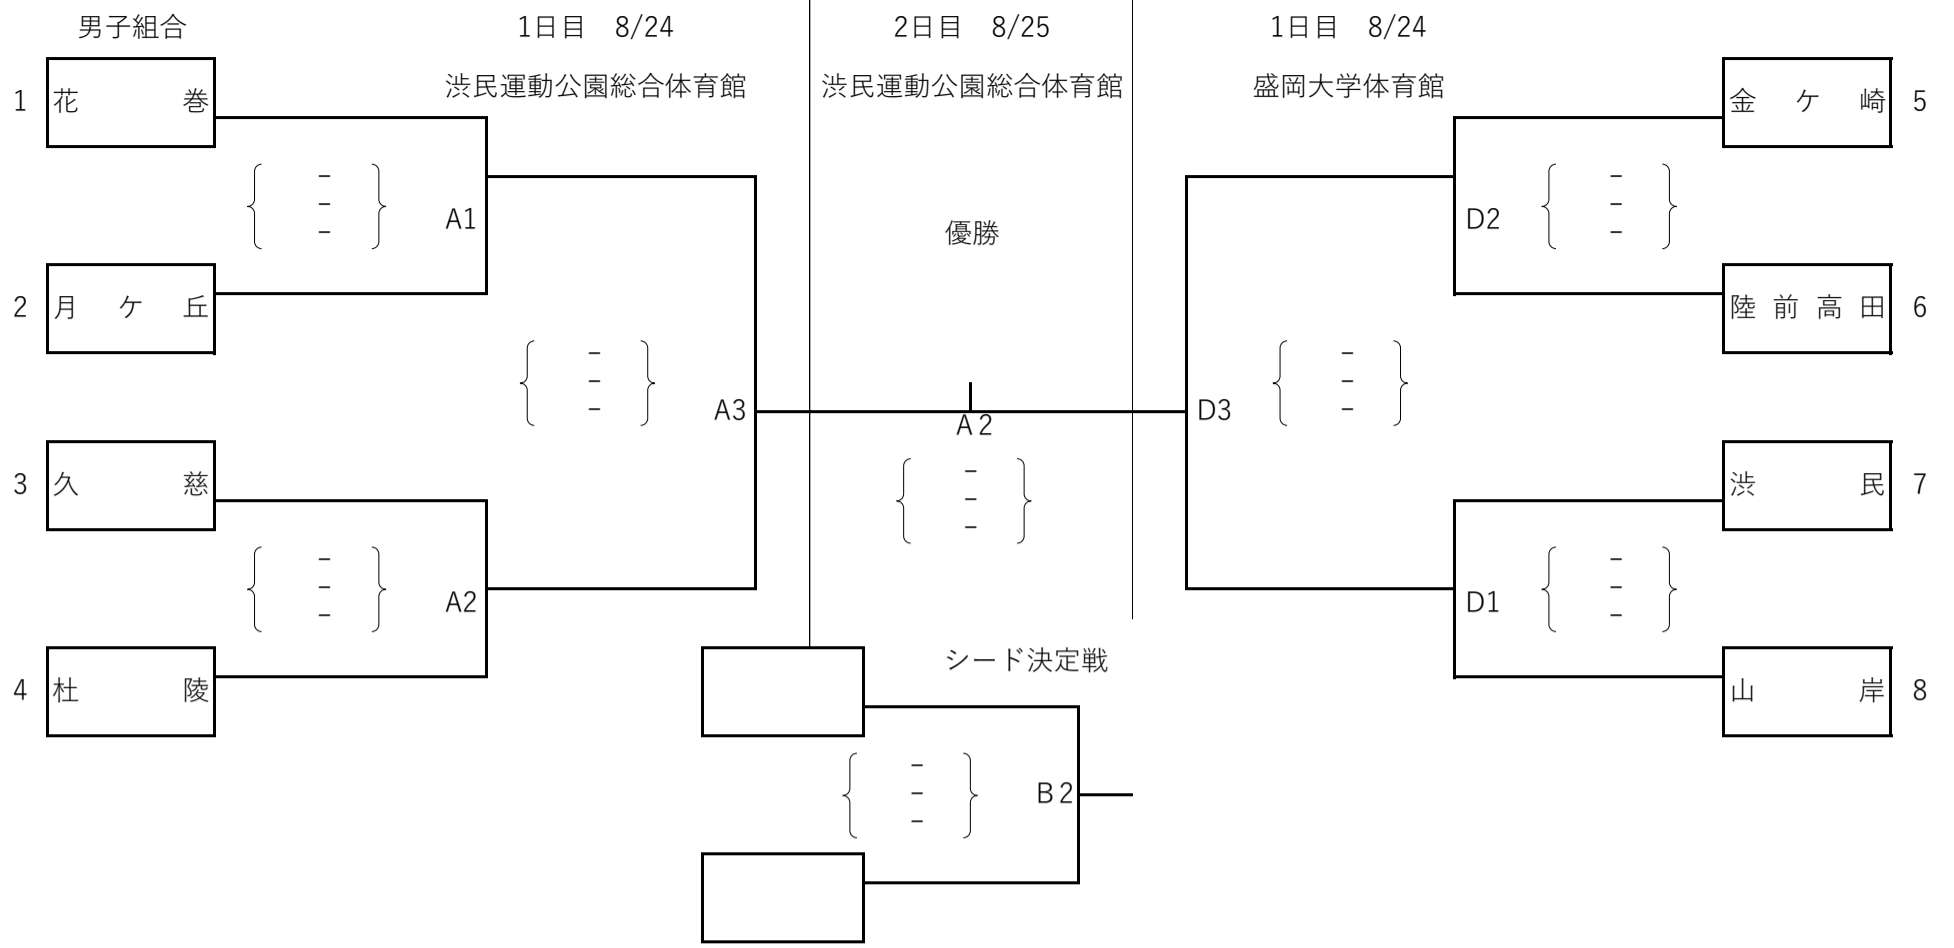 男子組合
1日目　8/24
2日目　8/25
1日目　8/24
渋民運動公園総合体育館
渋民運動公園総合体育館
盛岡大学体育館
1 花巻
金ケ崎 5
－
－
－
A1
D2
－
－
－
優勝
2 月ケ丘
陸前高田 6
－
－
－
A3
D3
－
－
－
A２
3 久慈
渋民 7
－
－
－
－
－
－
A2
D1
－
－
－
シード決定戦
4 杜陵
山岸 8
－
－
－
B２